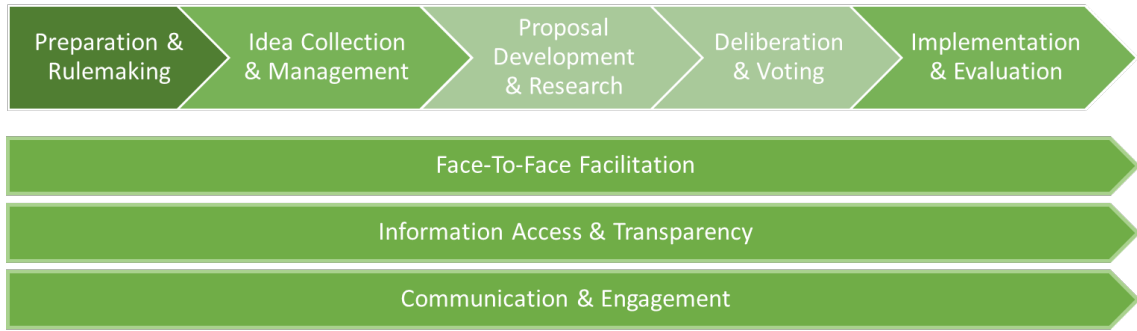 Preparation &
Rulemaking
Idea Collection
& Management
Proposal
Development
& Research
Deliberation
& Voting
Implementation
& Evaluation
Face-To-Face Facilitation
Information Access & Transparency
Communication & Engagement